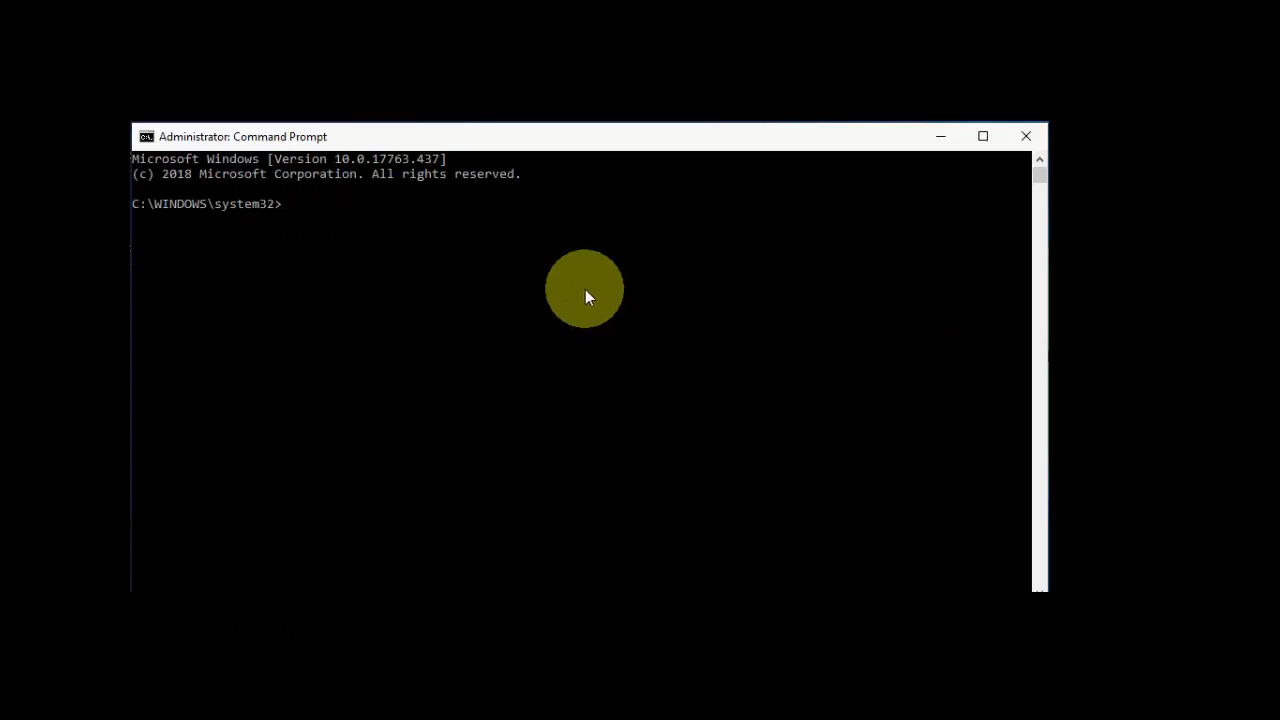 Administrator: Command Prompt
Microsoft Windows [Version 10.0.17763.437]
(c) 2018 Microsoft Corporation. All rights reserved.
C:\WINDOWS\system32>